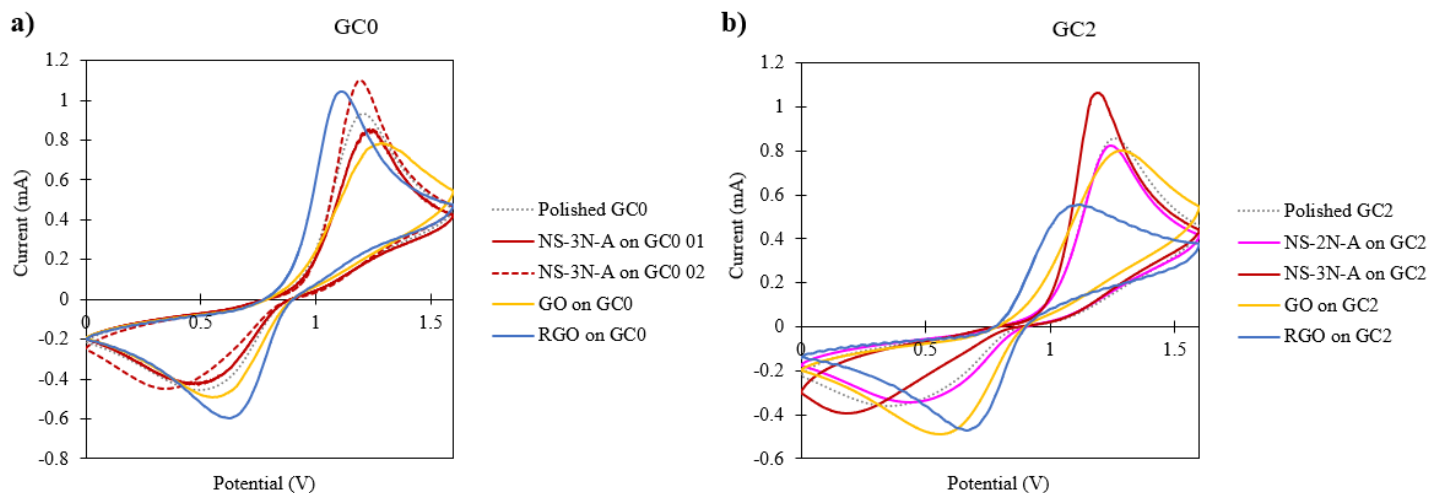 a)
GC0
1.2
1
0.8
0.6
0.4
0.2
0
-0.2
-0.4
-0.6
-0.8
0
0.5
1
1.5
Current (mA)
Potential (V)
Polished GC0
NS-3N-A on GC0 01
NS-3N-A on GC0 02
GO on GC0
RGO on GC0
b)
GC2
1.2
1
0.8
0.6
0.4
0.2
0
-0.2
-0.4
-0.6
0
0.5
1
1.5
Current (mA)
Potential (V)
Polished GC2
NS-2N-A on GC2
NS-3N-A on GC2
GO on GC2
RGO on GC2